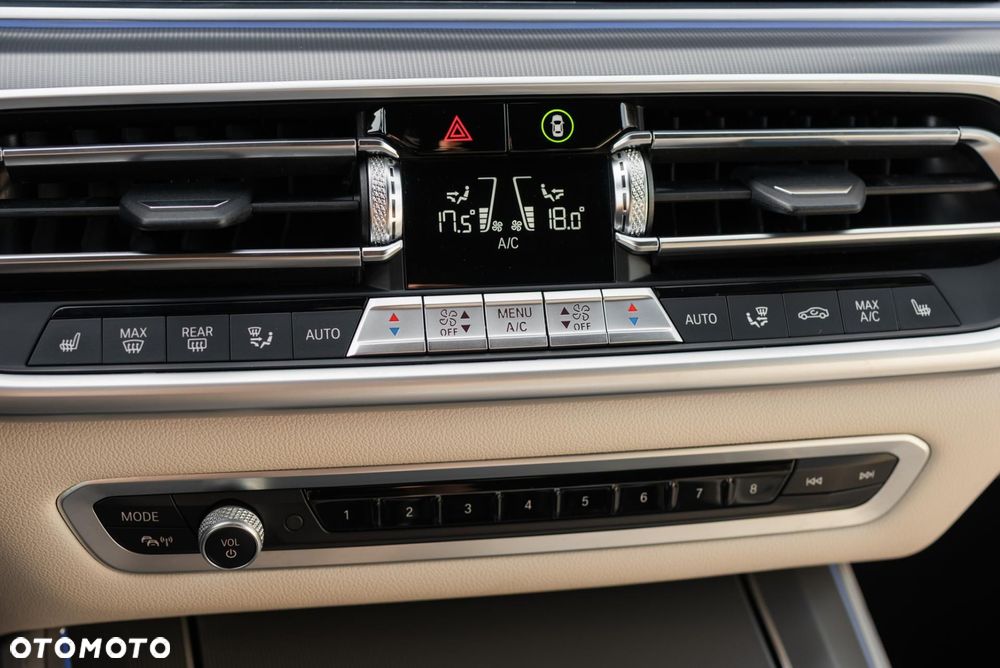 17.5° 18.0°
A/C
MAX REAR AUTO OFF MENU A/C OFF AUTO MAX A/C
MODE VOL 1 2 3 4 5 6 7 8
OTOMOTO